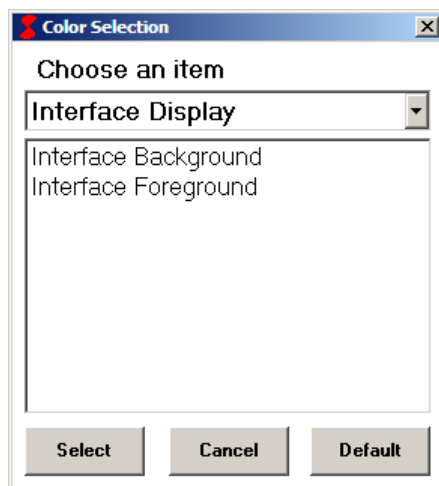 Color Selection
Choose an item
Interface Display
Interface Background
Interface Foreground
Select Cancel Default